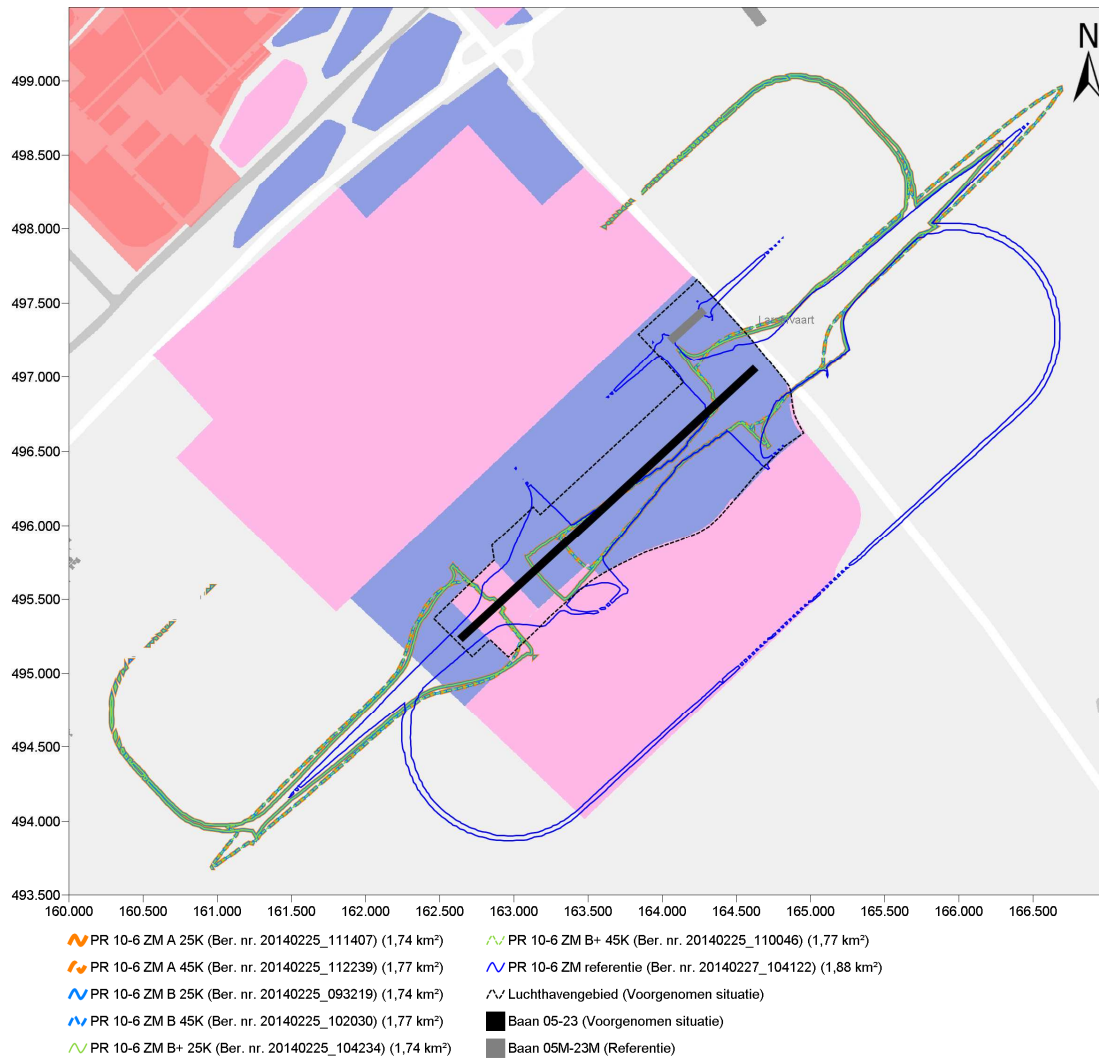 N
499.000
498.500
498.000
497.500
497.000
496.500
496.000
495.500
495.000
494.500
494.000
493.500
160.000 160.500 161.000 161.500 162.000 162.500 163.000 163.500 164.000 164.500 165.000 165.500 166.000 166.500
PR 10-6 ZM A 25K (Ber. nr. 20140225_111407) (1,74 km²)
PR 10-6 ZM A 45K (Ber. nr. 20140225_112239) (1,77 km²)
PR 10-6 ZM B 25K (Ber. nr. 20140225_093219) (1,74 km²)
PR 10-6 ZM B 45K (Ber. nr. 20140225_102030) (1,77 km²)
PR 10-6 ZM B+ 25K (Ber. nr. 20140225_104234) (1,74 km²)
PR 10-6 ZM B+ 45K (Ber. nr. 20140225_110046) (1,77 km²)
PR 10-6 ZM referentie (Ber. nr. 20140227_104122) (1,88 km²)
Luchthavengebied (Voorgenomen situatie)
Baan 05-23 (Voorgenomen situatie)
Baan 05M-23M (Referentie)